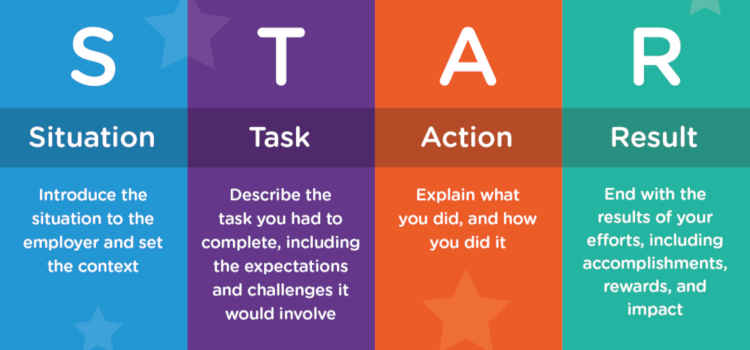 S
Situation
Introduce the
situation to the
employer and set
the context
T
Task
Describe the
task you had to
complete, including
the expectations
and challenges it
would involve
A
Action
Explain what
you did, and how
you did it
R
Result
End with the
results of your
efforts, including
accomplishments,
rewards, and
impact